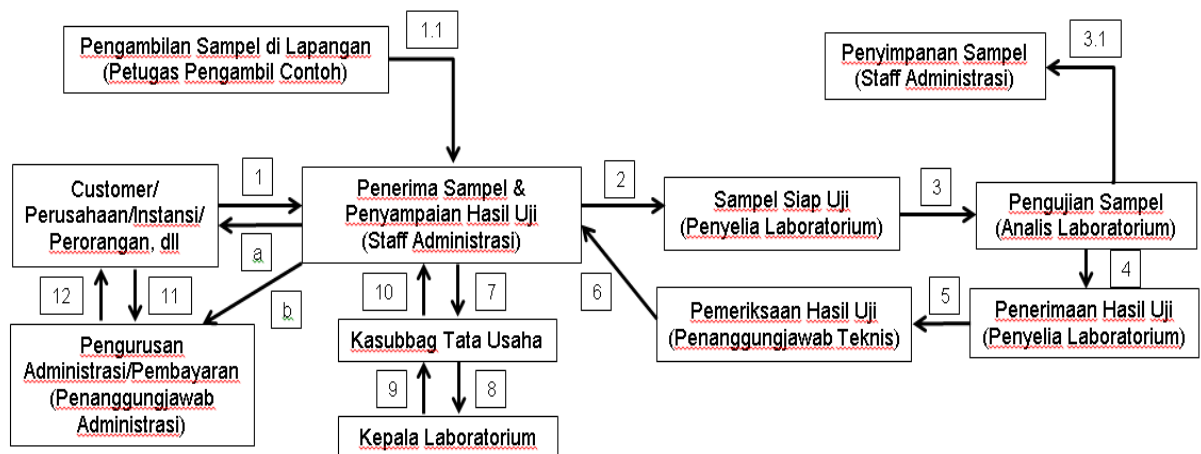 Pengambilan Sampel di Lapangan
(Petugas Pengambil Contoh)
1.1
Penyimpanan Sampel
(Staff Administrasi)
3.1
Customer/
Perusahaan/Instansi/
Perorangan, dll
1
a
Penerima Sampel &
Penyampaian Hasil Uji
(Staff Administrasi)
2
Sampel Siap Uji
(Penyelia Laboratorium)
3
Pengujian Sampel
(Analis Laboratorium)
12
11
b
10
7
6
4
Pengurusan
Administrasi/Pembayaran
(Penanggungjawab
Administrasi)
Kasubbag Tata Usaha
9
8
Kepala Laboratorium
Pemeriksaan Hasil Uji
(Penanggungjawab Teknis)
5
Penerimaan Hasil Uji
(Penyelia Laboratorium)